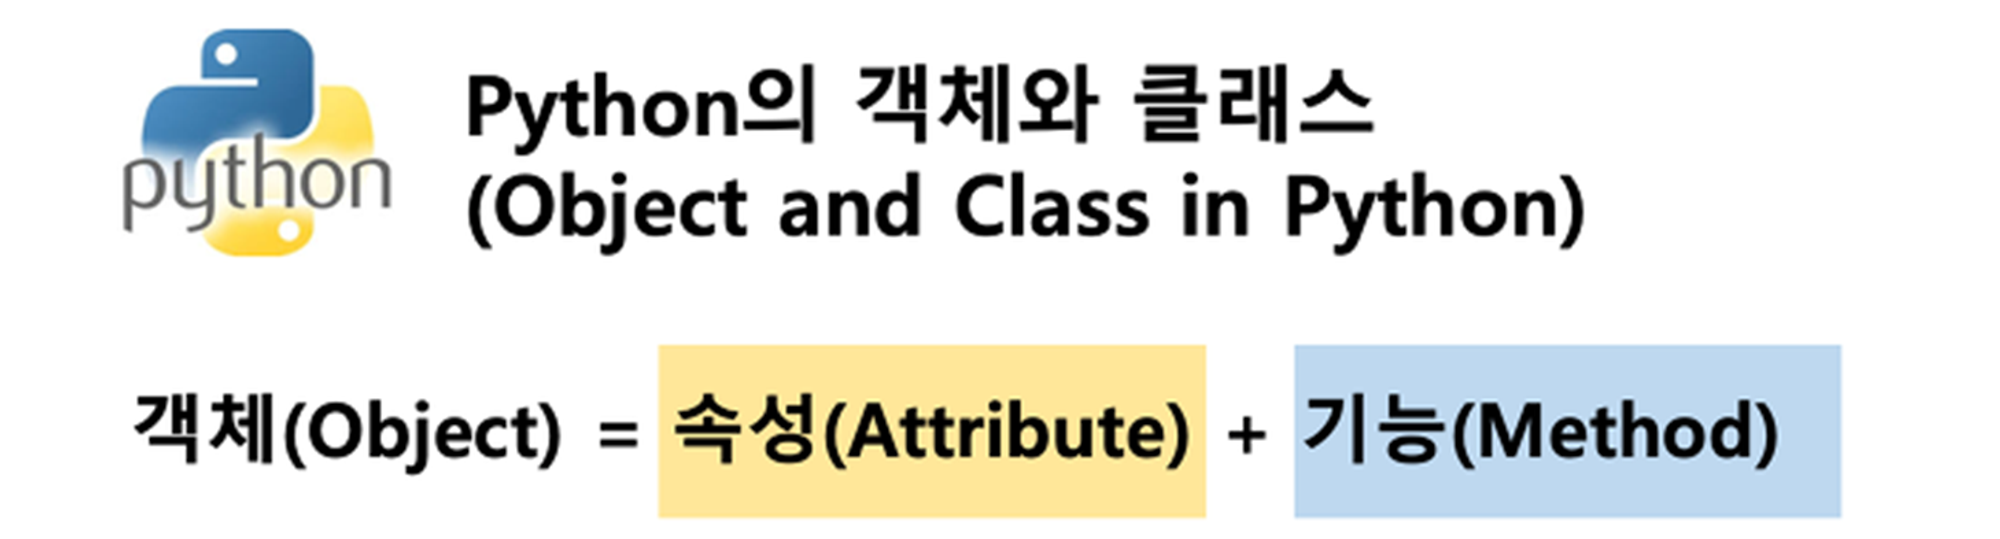 python
Python의 객체와 클래스
(Object and Class in Python)
객체(Object) = 속성(Attribute) + 기능(Method)